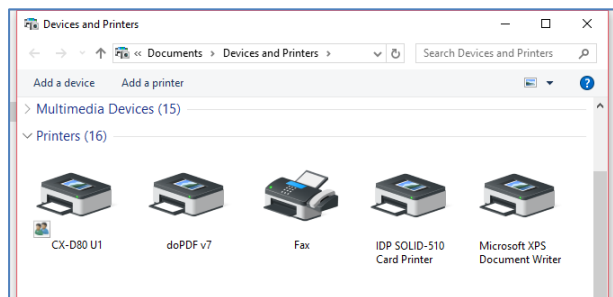 Devices and Printers
« Documents > Devices and Printers >
Search Devices and Printers
Add a device
Add a printer
Multimedia Devices (15)
Printers (16)
CX-D80 U1
doPDF v7
Fax
IDP SOLID-510
Card Printer
Microsoft XPS
Document Writer